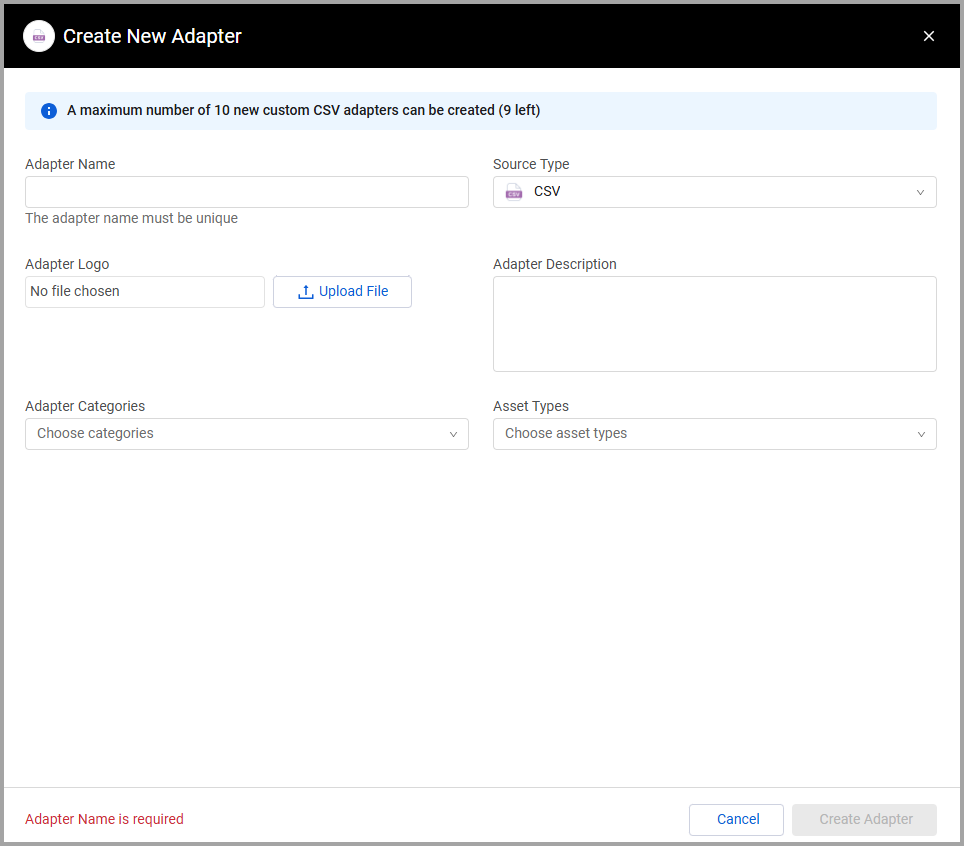 Create New Adapter
A maximum number of 10 new custom CSV adapters can be created (9 left)
Adapter Name
Source Type
CSV
The adapter name must be unique
Adapter Logo
Adapter Description
No file chosen
Upload File
Adapter Categories
Asset Types
Choose categories
Choose asset types
Adapter Name is required
Cancel
Create Adapter